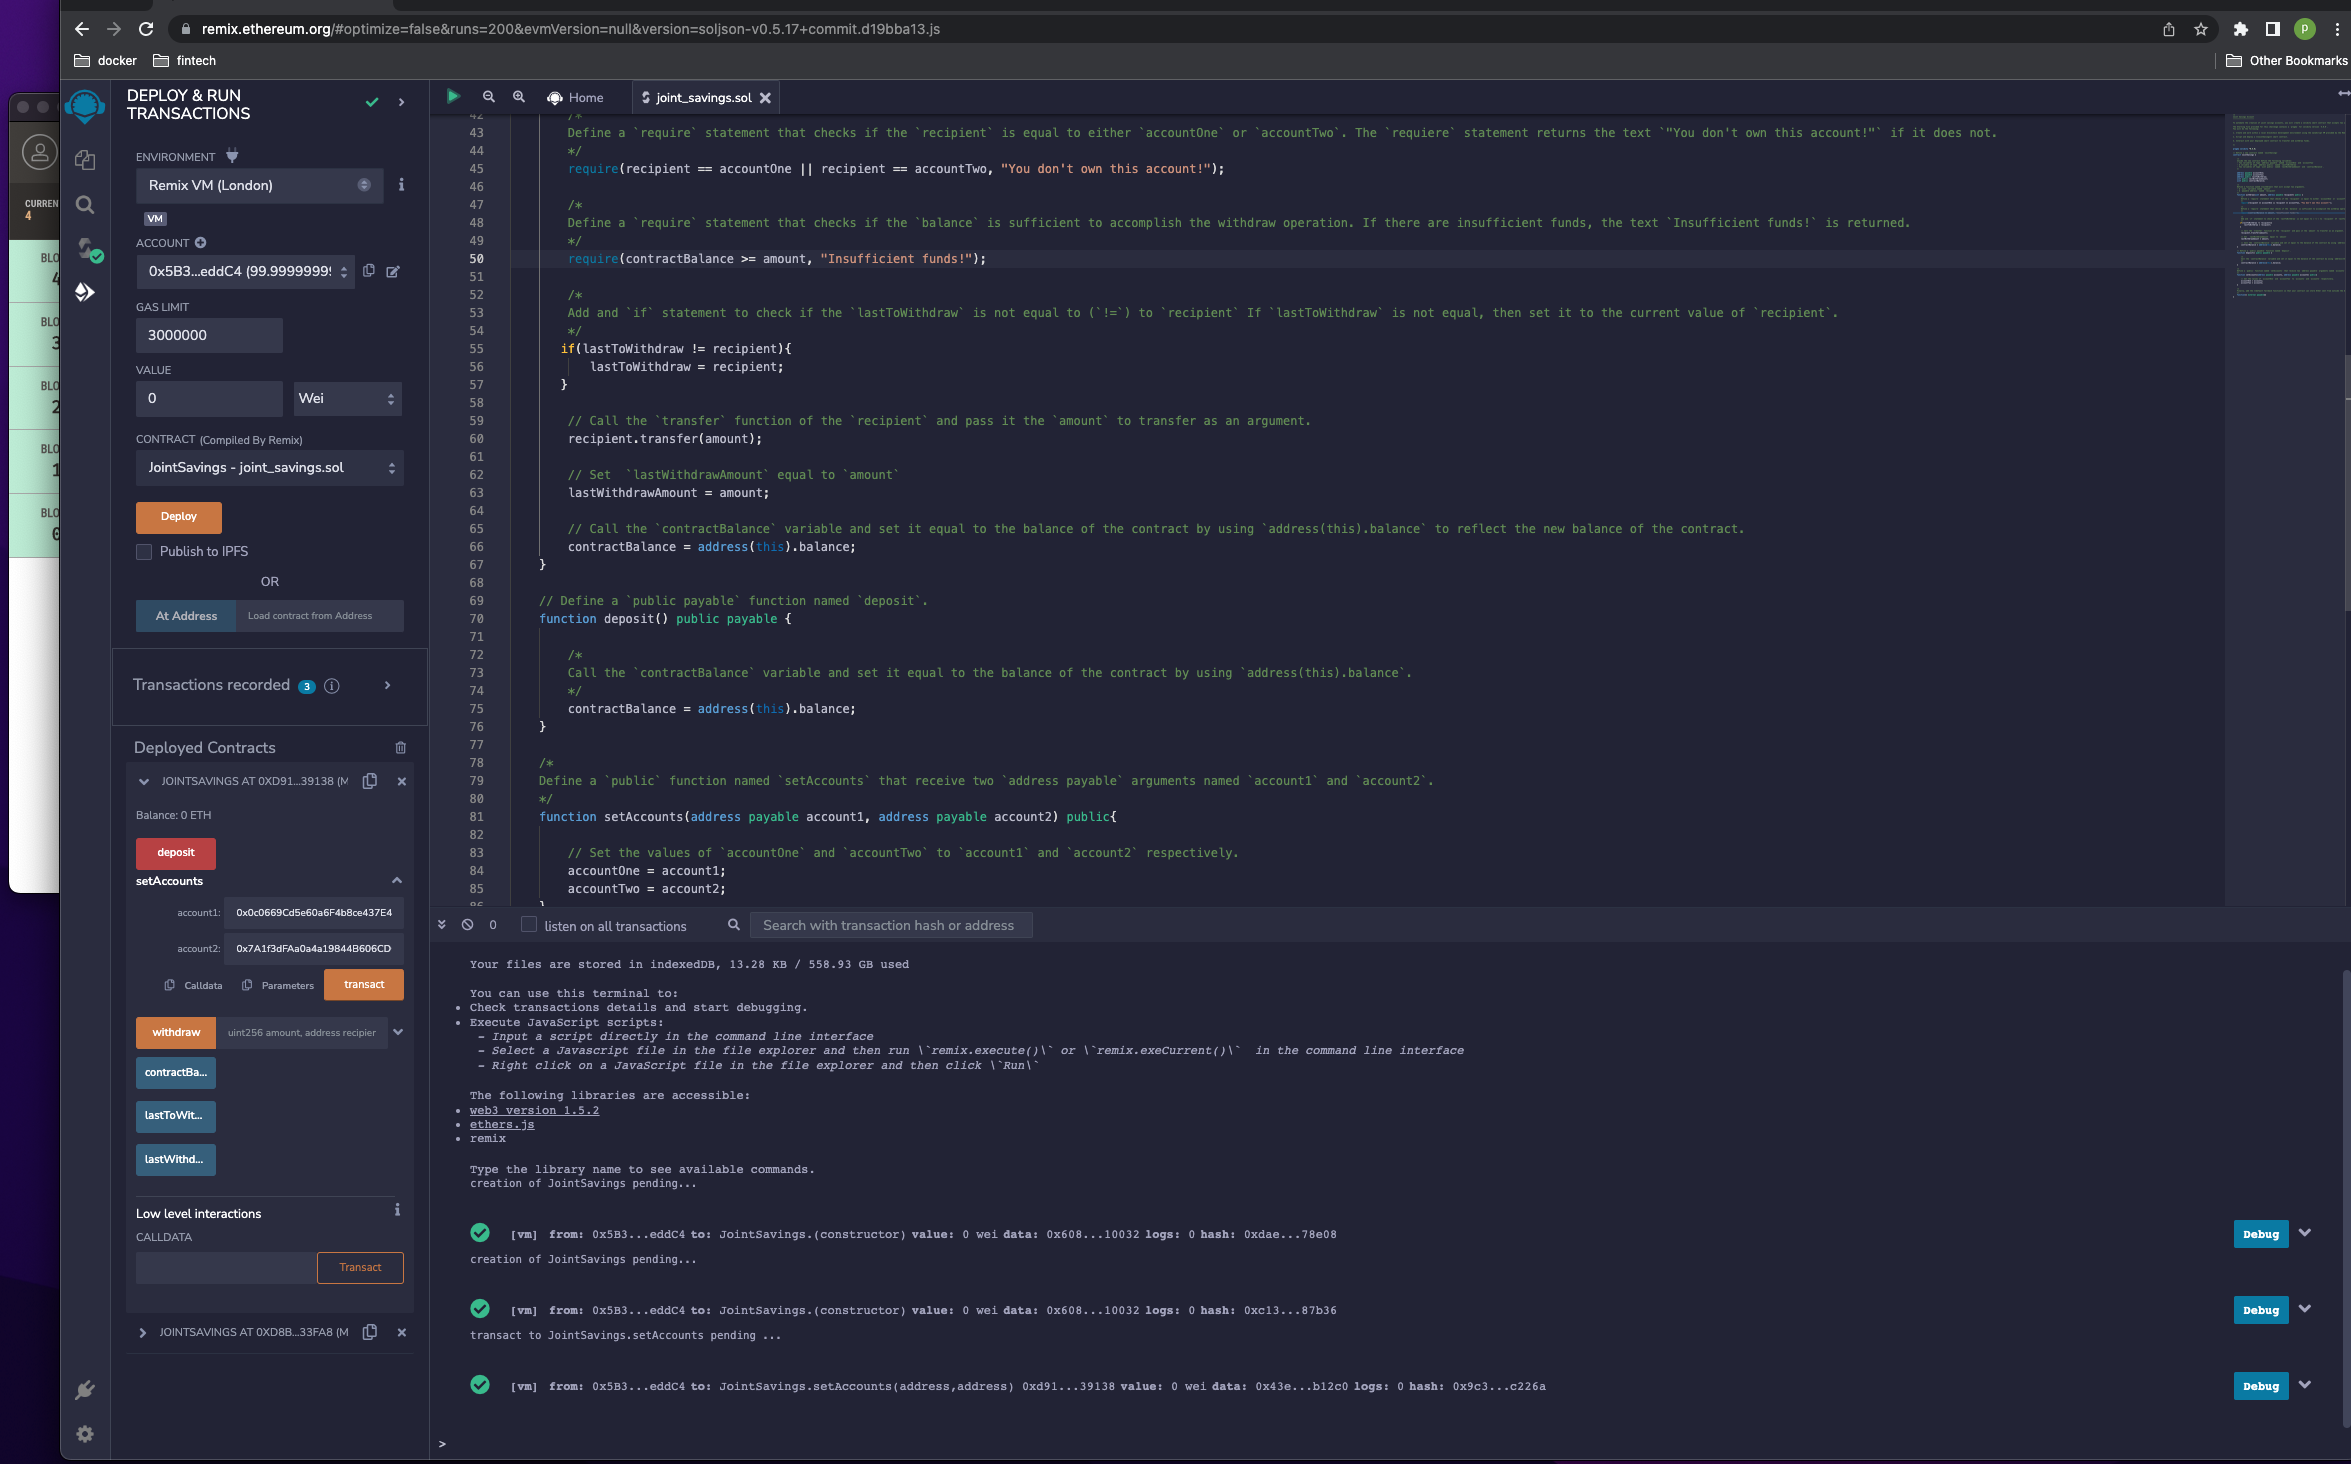 remix.ethereum.org/#optimize=false&runs=200&evmVersion=null&version=soljson-v0.5.17+commit.d19bba13.js
P
docker
fintech
Other Bookmarks
CURREN
4
BLO
4
BLO
3
BLO
2
BLO
1
BLO
0
DEPLOY & RUN
TRANSACTIONS
ENVIRONMENT
Remix VM (London)
VM
ACCOUNT
0x5B3...eddC4 (99.9999999
GAS LIMIT
3000000
VALUE
0
Wei
CONTRACT (Compiled By Remix)
JointSavings - joint_savings.sol
Deploy
Publish to IPFS
OR
At Address
Load contract from Address
Transactions recorded 3
Deployed Contracts
JOINTSAVINGS AT 0XD91...39138 (M
Balance: 0 ETH
deposit
setAccounts
account1: 0x0c0669Cd5e60a6F4b8ce437E4
account2: 0x7A1f3dFAa0a4a19844B606CD
Calldata
Parameters
transact
withdraw
uint256 amount, address recipier
contractBa...
lastToWit...
lastWithd...
Low level interactions
CALLDATA
Transact
JOINTSAVINGS AT 0XD8B...33FA8 (M
Home
joint_savings.sol
42 /*
43 Define a `require` statement that checks if the `recipient` is equal to either `accountOne` or `accountTwo`. The `requiere` statement returns the text `"You don't own this account!"` if it does not.
44 */
45 require(recipient == accountOne || recipient == accountTwo, "You don't own this account!");
46
47 /*
48 Define a `require` statement that checks if the `balance` is sufficient to accomplish the withdraw operation. If there are insufficient funds, the text `Insufficient funds!` is returned.
49 */
50 require(contractBalance >= amount, "Insufficient funds!");
51
52 /*
53 Add and `if` statement to check if the `lastToWithdraw` is not equal to (`!=`) to `recipient` If `lastToWithdraw` is not equal, then set it to the current value of `recipient`.
54 */
55 if(lastToWithdraw != recipient){
56 lastToWithdraw = recipient;
57 }
58
59 // Call the `transfer` function of the `recipient` and pass it the `amount` to transfer as an argument.
60 recipient.transfer(amount);
61
62 // Set  `lastWithdrawAmount` equal to `amount`
63 lastWithdrawAmount = amount;
64
65 // Call the `contractBalance` variable and set it equal to the balance of the contract by using `address(this).balance` to reflect the new balance of the contract.
66 contractBalance = address(this).balance;
67 }
68
69 // Define a `public payable` function named `deposit`.
70 function deposit() public payable {
71
72 /*
73 Call the `contractBalance` variable and set it equal to the balance of the contract by using `address(this).balance`.
74 */
75 contractBalance = address(this).balance;
76 }
77
78 /*
79 Define a `public` function named `setAccounts` that receive two `address payable` arguments named `account1` and `account2`.
80 */
81 function setAccounts(address payable account1, address payable account2) public{
82
83 // Set the values of `accountOne` and `accountTwo` to `account1` and `account2` respectively.
84 accountOne = account1;
85 accountTwo = account2;
86 }
0
listen on all transactions
Search with transaction hash or address
Your files are stored in indexedDB, 13.28 KB / 558.93 GB used
You can use this terminal to:
• Check transactions details and start debugging.
• Execute JavaScript scripts:
- Input a script directly in the command line interface
- Select a Javascript file in the file explorer and then run \`remix.execute()\` or \`remix.exeCurrent()\`  in the command line interface
- Right click on a JavaScript file in the file explorer and then click \`Run\`
The following libraries are accessible:
• web3 version 1.5.2
• ethers.js
• remix
Type the library name to see available commands.
creation of JointSavings pending...
[vm] from: 0x5B3...eddC4 to: JointSavings.(constructor) value: 0 wei data: 0x608...10032 logs: 0 hash: 0xdae...78e08
Debug
creation of JointSavings pending...
[vm] from: 0x5B3...eddC4 to: JointSavings.(constructor) value: 0 wei data: 0x608...10032 logs: 0 hash: 0xc13...87b36
Debug
transact to JointSavings.setAccounts pending ...
[vm] from: 0x5B3...eddC4 to: JointSavings.setAccounts(address,address) 0xd91...39138 value: 0 wei data: 0x43e...b12c0 logs: 0 hash: 0x9c3...c226a
Debug
>